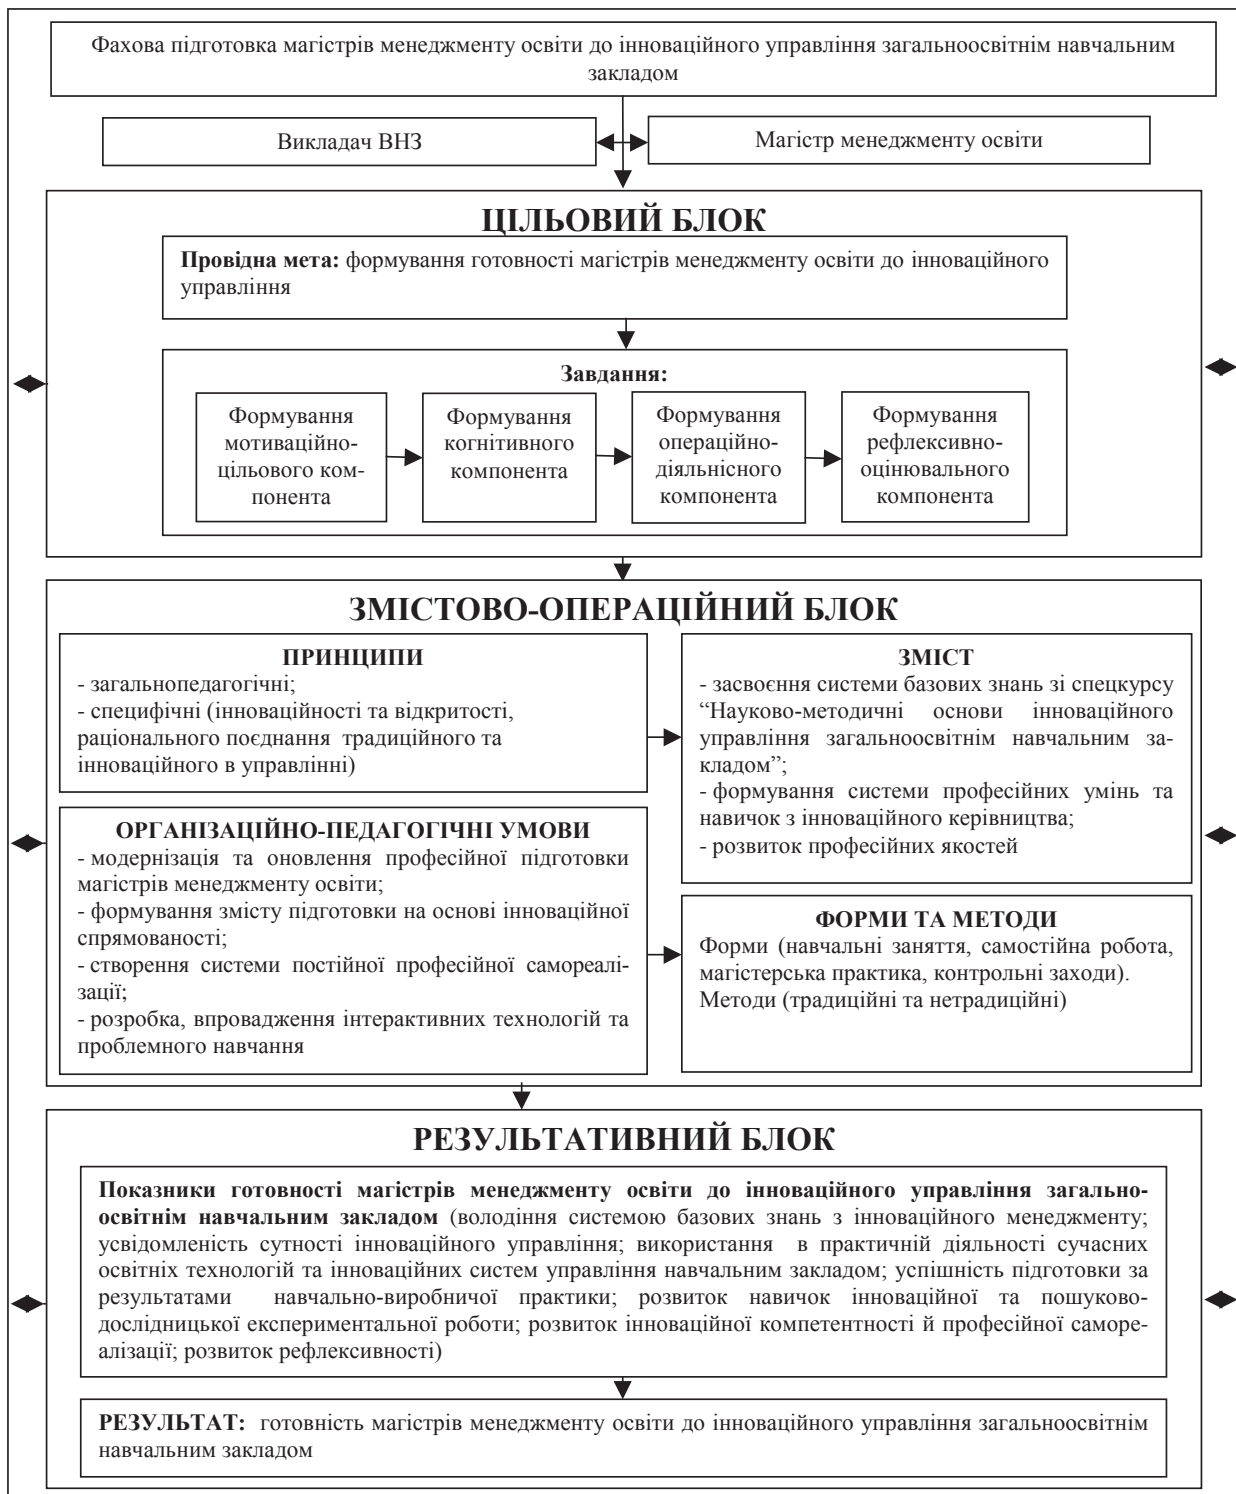 Фахова підготовка магістрів менеджменту освіти до інноваційного управління загальноосвітнім навчальним
закладом
Викладач ВНЗ
Магістр менеджменту освіти
ЦІЛЬОВИЙ БЛОК
Провідна мета: формування готовності магістрів менеджменту освіти до інноваційного
управління
Завдання:
Формування
мотиваційно-
цільового ком-
понента
Формування
когнітивного
компонента
Формування
операційно-
діяльнісного
компонента
Формування
рефлексивно-
оцінювального
компонента
ЗМІСТОВО-ОПЕРАЦІЙНИЙ БЛОК
ПРИНЦИПИ
- загальнопедагогічні;
- специфічні (інноваційності та відкритості,
раціонального поєднання традиційного та
інноваційного в управлінні)
ОРГАНІЗАЦІЙНО-ПЕДАГОГІЧНІ УМОВИ
- модернізація та оновлення професійної підготовки
магістрів менеджменту освіти;
- формування змісту підготовки на основі інноваційної
спрямованості;
- створення системи постійної професійної самореалі-
зації;
- розробка, впровадження інтерактивних технологій та
проблемного навчання
ЗМІСТ
- засвоєння системи базових знань зі спецкурсу
“Науково-методичні основи інноваційного
управління загальноосвітнім навчальним за-
кладом”;
- формування системи професійних умінь та
навичок з інноваційного керівництва;
- розвиток професійних якостей
ФОРМИ ТА МЕТОДИ
Форми (навчальні заняття, самостійна робота,
магістерська практика, контрольні заходи).
Методи (традиційні та нетрадиційні)
РЕЗУЛЬТАТИВНИЙ БЛОК
Показники готовності магістрів менеджменту освіти до інноваційного управління загально-
освітнім навчальним закладом (володіння системою базових знань з інноваційного менеджменту;
усвідомленість сутності інноваційного управління; використання в практичній діяльності сучасних
освітніх технологій та інноваційних систем управління навчальним закладом; успішність підготовки за
результатами навчально-виробничої практики; розвиток навичок інноваційної та пошуково-
дослідницької експериментальної роботи; розвиток інноваційної компетентності й професійної саморе-
алізації; розвиток рефлексивності)
РЕЗУЛЬТАТ: готовність магістрів менеджменту освіти до інноваційного управління загальноосвітнім
навчальним закладом